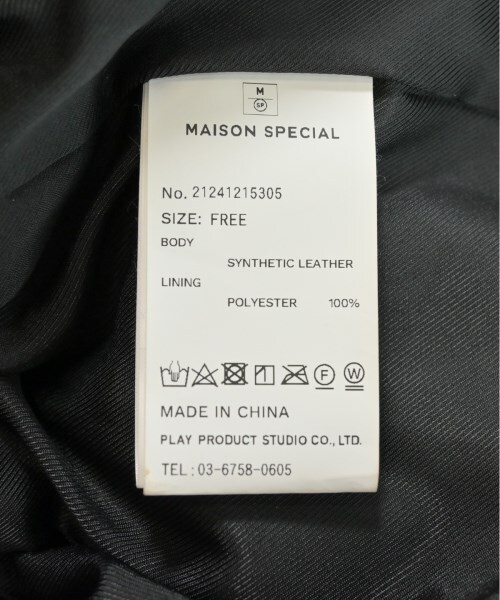 M
SP
MAISON SPECIAL
No. 21241215305
SIZE: FREE
BODY
SYNTHETIC LEATHER
LINING
POLYESTER 100%
F W
MADE IN CHINA
PLAY PRODUCT STUDIO CO., LTD.
TEL : 03-6758-0605